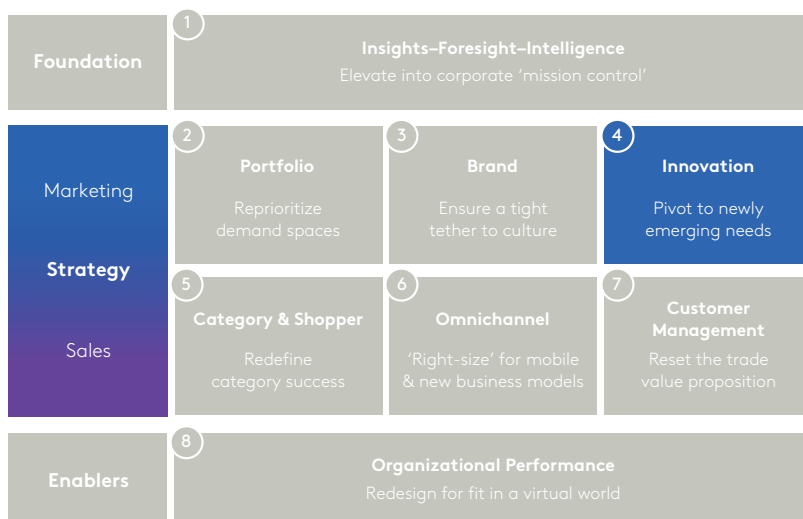 Foundation
1
Insights–Foresight–Intelligence
Elevate into corporate ‘mission control’
Marketing
Strategy
Sales
2
Portfolio
Reprioritize
demand spaces
3
Brand
Ensure a tight
tether to culture
4
Innovation
Pivot to newly
emerging needs
5
Category & Shopper
Redefine
category success
6
Omnichannel
‘Right-size’ for mobile
& new business models
7
Customer
Management
Reset the trade
value proposition
Enablers
8
Organizational Performance
Redesign for fit in a virtual world